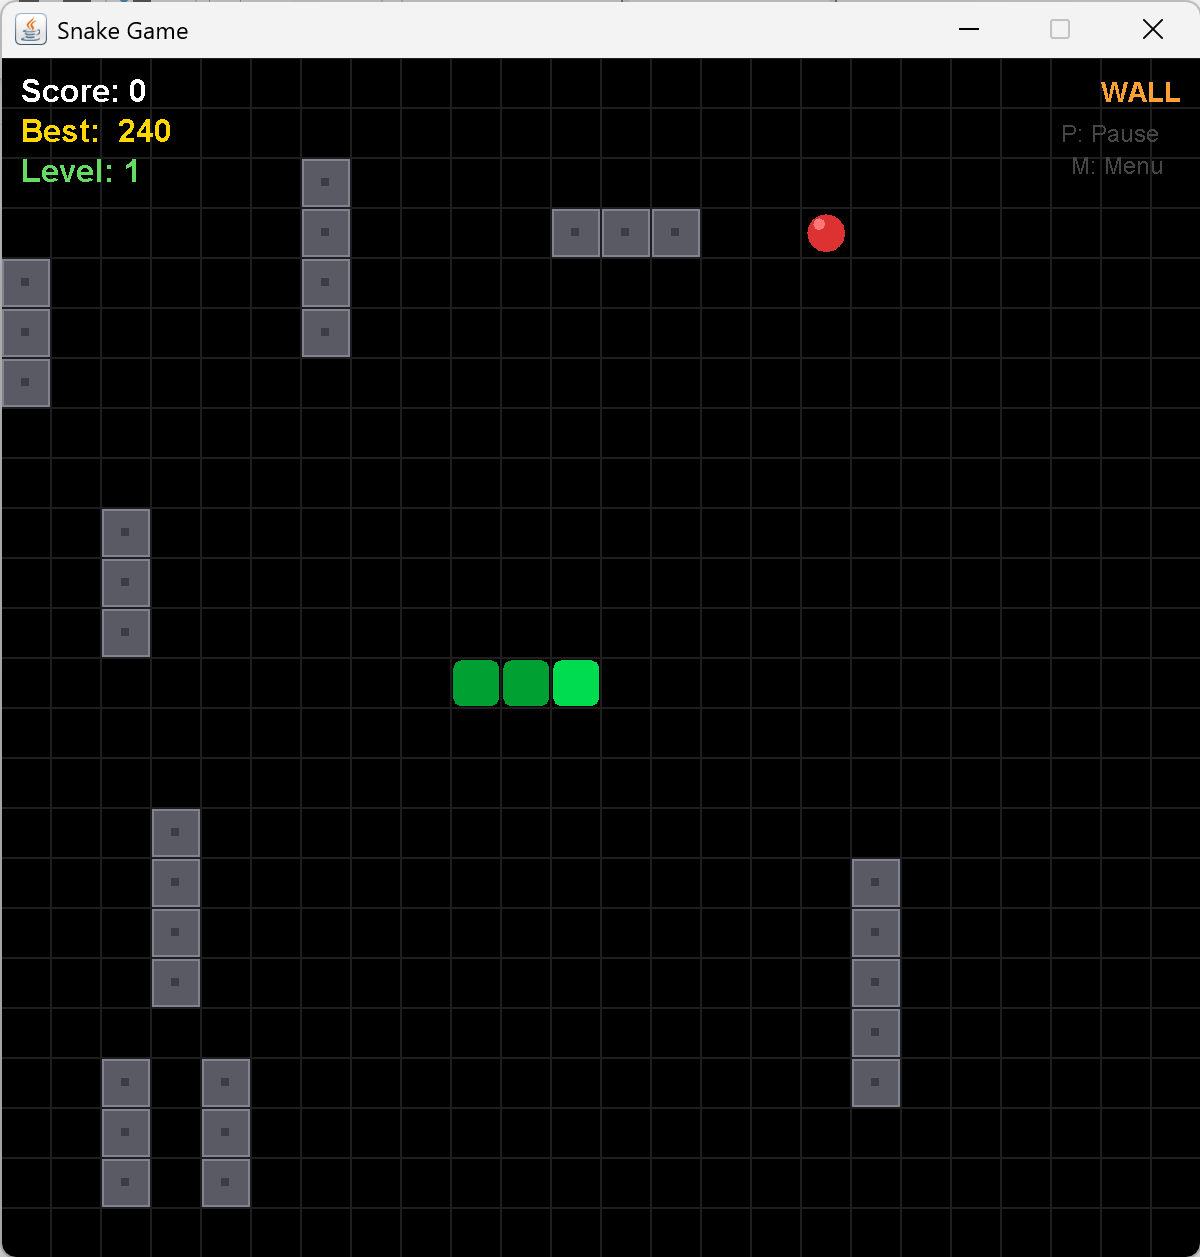 Snake Game
Score: 0
WALL
Best: 240
P: Pause
Level: 1
M: Menu